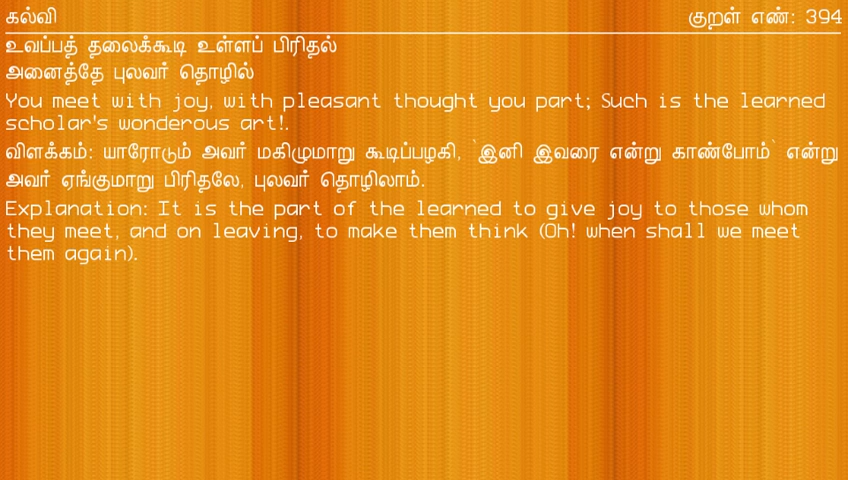 கல்வி குறள் எண்: 394
உவப்பத் தலைக்கூடி உள்ளப் பிரிதல்
அனைத்தே புலவர் தொழில்
You meet with joy, with pleasant thought you part; Such is the learned
scholar's wonderous art!.
விளக்கம்: யாரோடும் அவர் மகிழுமாறு கூடிப்பழகி, `இனி இவரை என்று காண்போம்` என்று
அவர் ஏங்குமாறு பிரிதலே, புலவர் தொழிலாம்.
Explanation: It is the part of the learned to give joy to those whom
they meet, and on leaving, to make them think (Oh! when shall we meet
them again).